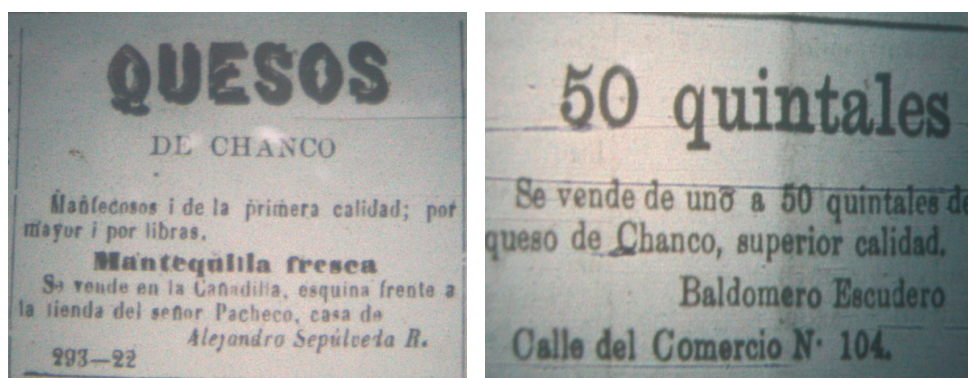 QUESOS
DE CHANCO
Mantecosos i de la primera calidad; por
mayor i por libras.
Mantequilla fresca
Se vende en la Cañadilla, esquina frente a
la tienda del señor Pacheco, casa de
Alejandro Sepúlveda R.
293—22
50 quintales
Se vende de uno a 50 quintales de
queso de Chanco, superior calidad.
Baldomero Escudero
Calle del Comercio N· 104.